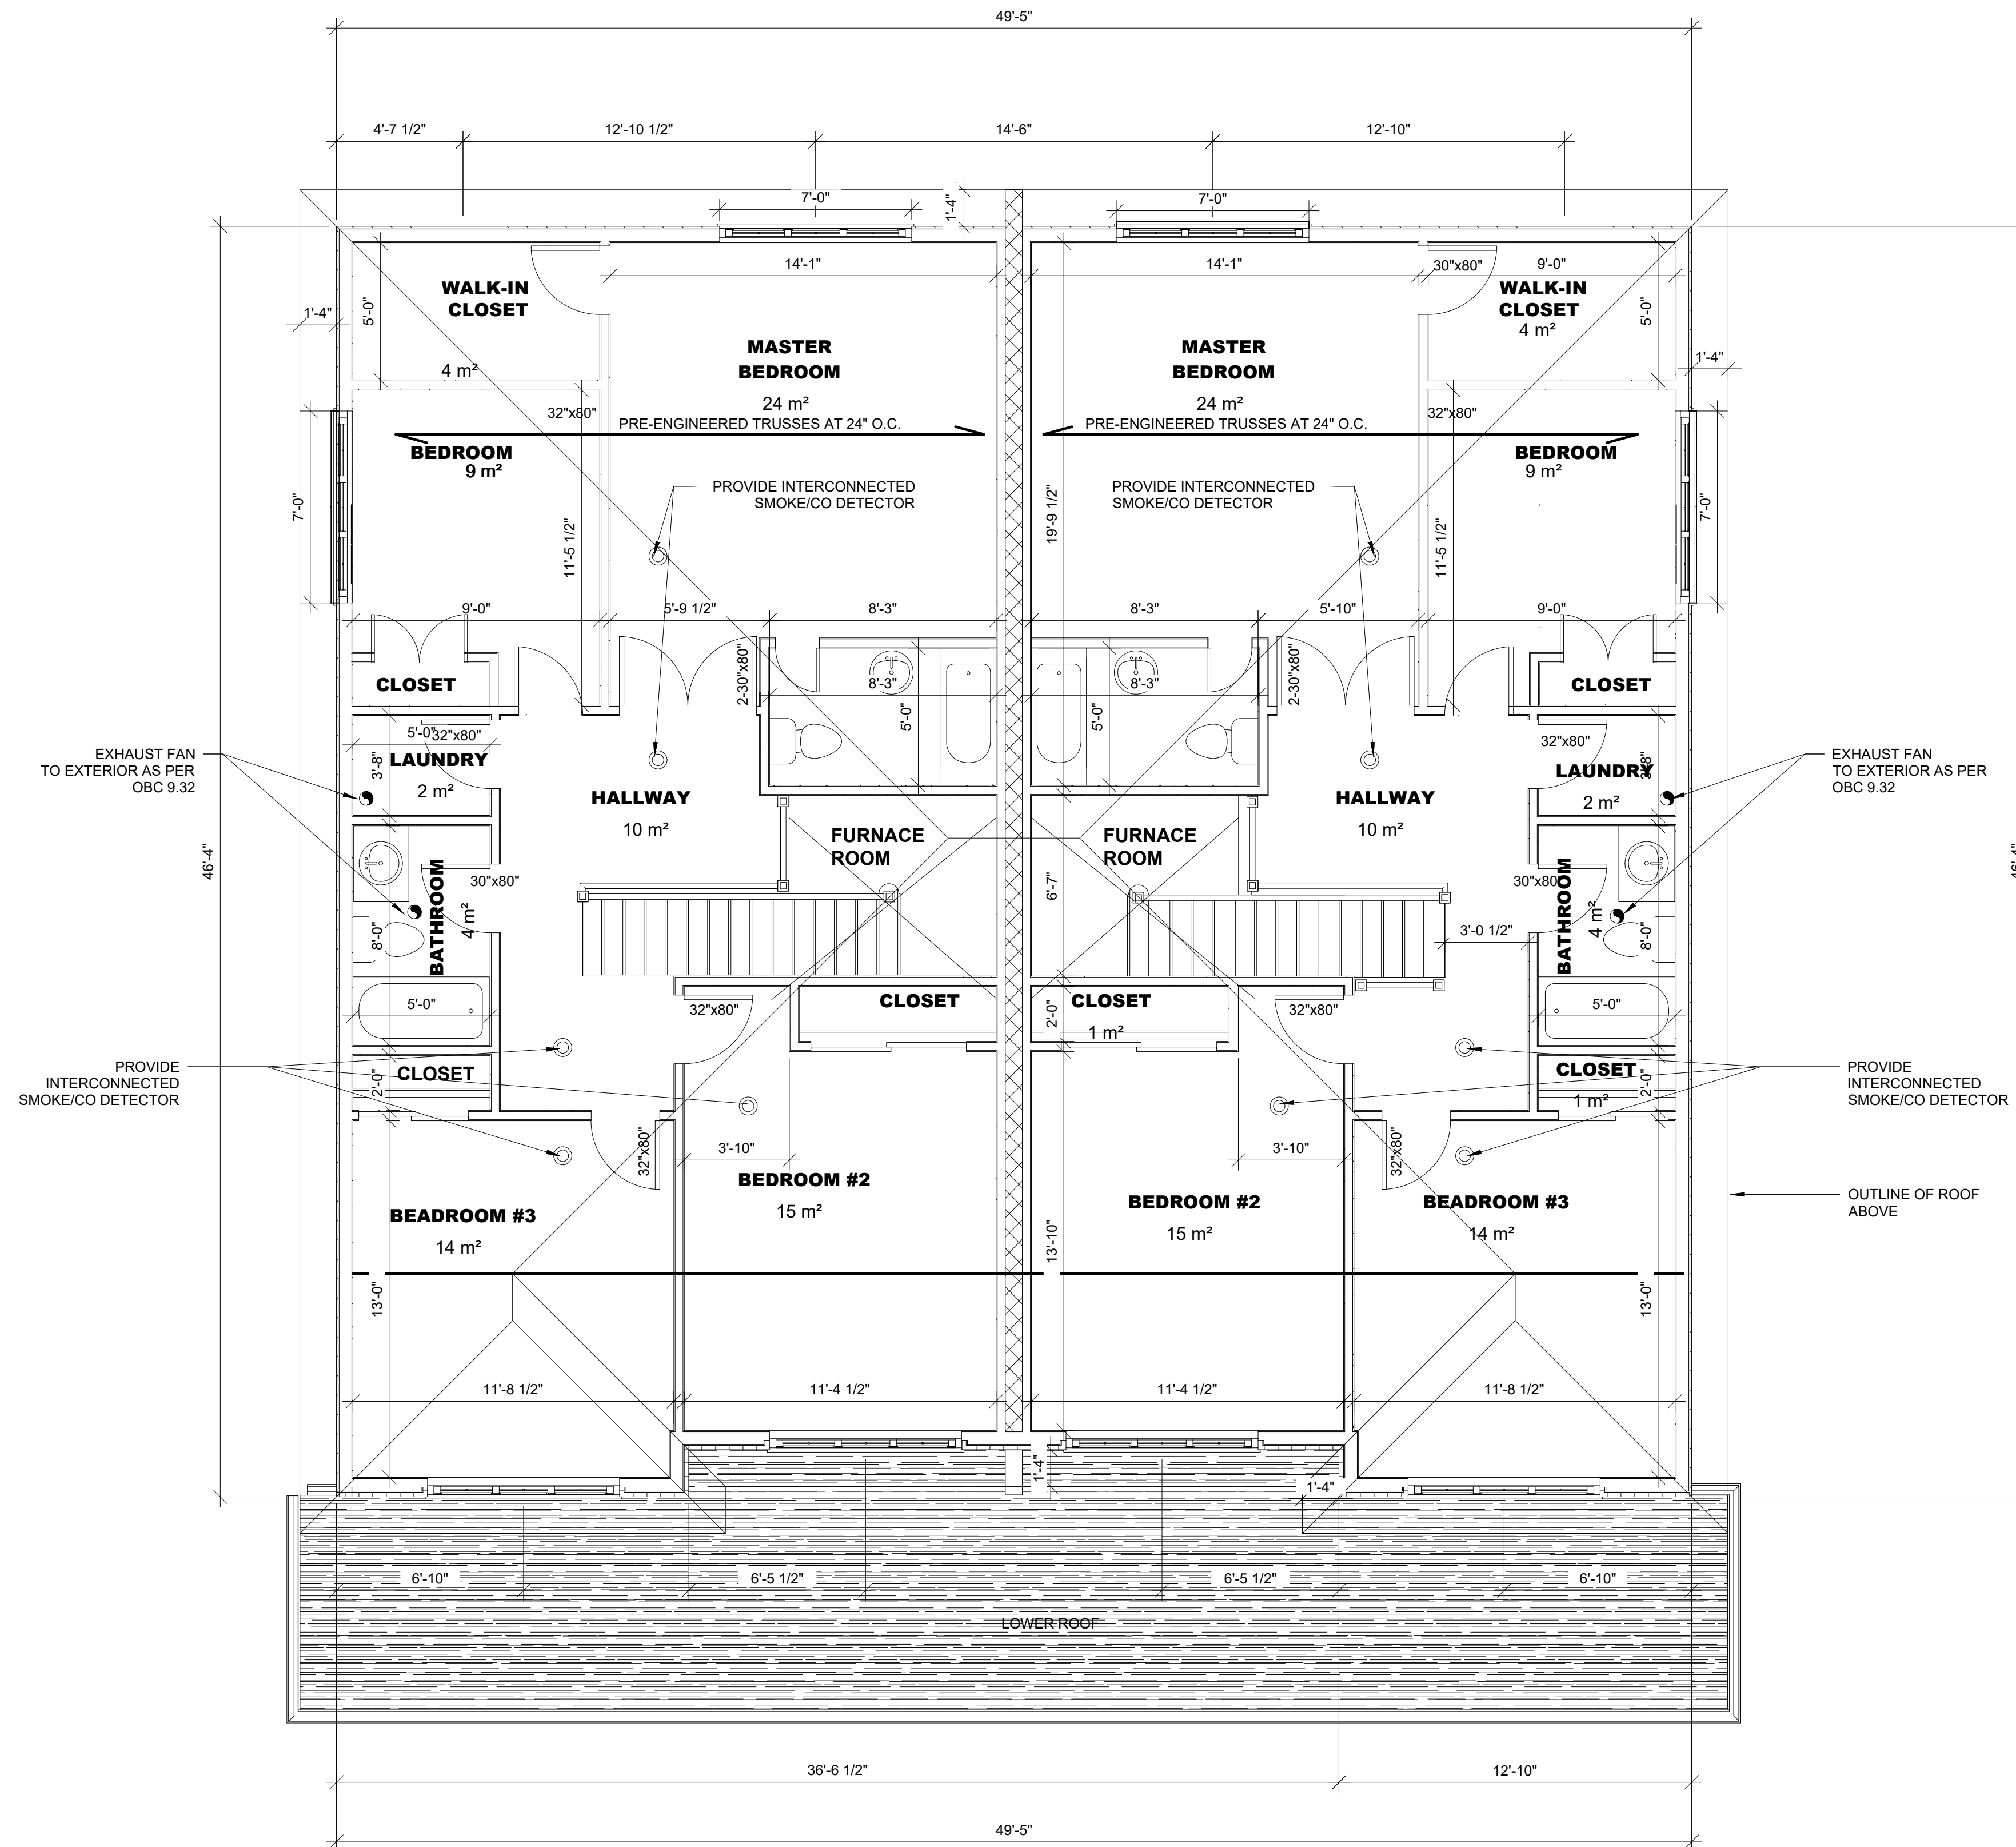 49'-5"
4'-7 1/2"
12'-10 1/2"
14'-6"
12'-10"
7'-0"
1'-4"
7'-0"
14'-1"
14'-1"
30"x80"
9'-0"
WALK-IN
CLOSET
4 m²
5'-0"
1'-4"
WALK-IN
CLOSET
4 m²
5'-0"
1'-4"
MASTER
BEDROOM
24 m²
MASTER
BEDROOM
24 m²
32"x80"
32"x80"
PRE-ENGINEERED TRUSSES AT 24" O.C.
PRE-ENGINEERED TRUSSES AT 24" O.C.
BEDROOM
9 m²
BEDROOM
9 m²
PROVIDE INTERCONNECTED
SMOKE/CO DETECTOR
PROVIDE INTERCONNECTED
SMOKE/CO DETECTOR
7'-0"
11'-5 1/2"
19'-9 1/2"
11'-5 1/2"
7'-0"
9'-0"
5'-9 1/2"
8'-3"
8'-3"
5'-10"
9'-0"
2-30"x80"
2-30"x80"
CLOSET
CLOSET
8'-3"
8'-3"
5'-0"
5'-0"
5'-0"
32"x80"
32"x80"
EXHAUST FAN
TO EXTERIOR AS PER
OBC 9.32
3'-8"
LAUNDRY
2 m²
LAUNDRY
2 m²
3'-8"
EXHAUST FAN
TO EXTERIOR AS PER
OBC 9.32
HALLWAY
10 m²
HALLWAY
10 m²
FURNACE
ROOM
FURNACE
ROOM
46'-4"
46'-4"
30"x80"
30"x80
BATHROOM
4 m²
8'-0"
6'-7"
3'-0 1/2"
BATHROOM
4 m²
8'-0"
5'-0"
5'-0"
32"x80"
CLOSET
CLOSET
1 m²
2'-0"
32"x80"
PROVIDE
INTERCONNECTED
SMOKE/CO DETECTOR
CLOSET
2'-0"
CLOSET
1 m²
2'-0"
PROVIDE
INTERCONNECTED
SMOKE/CO DETECTOR
32"x80"
3'-10"
3'-10"
32"x80"
BEDROOM #2
15 m²
BEDROOM #2
15 m²
BEADROOM #3
14 m²
BEADROOM #3
14 m²
OUTLINE OF ROOF
ABOVE
13'-0"
13'-10"
13'-0"
11'-8 1/2"
11'-4 1/2"
11'-4 1/2"
11'-8 1/2"
1'-4"
1'-4"
6'-10"
6'-5 1/2"
6'-5 1/2"
6'-10"
LOWER ROOF
36'-6 1/2"
12'-10"
49'-5"